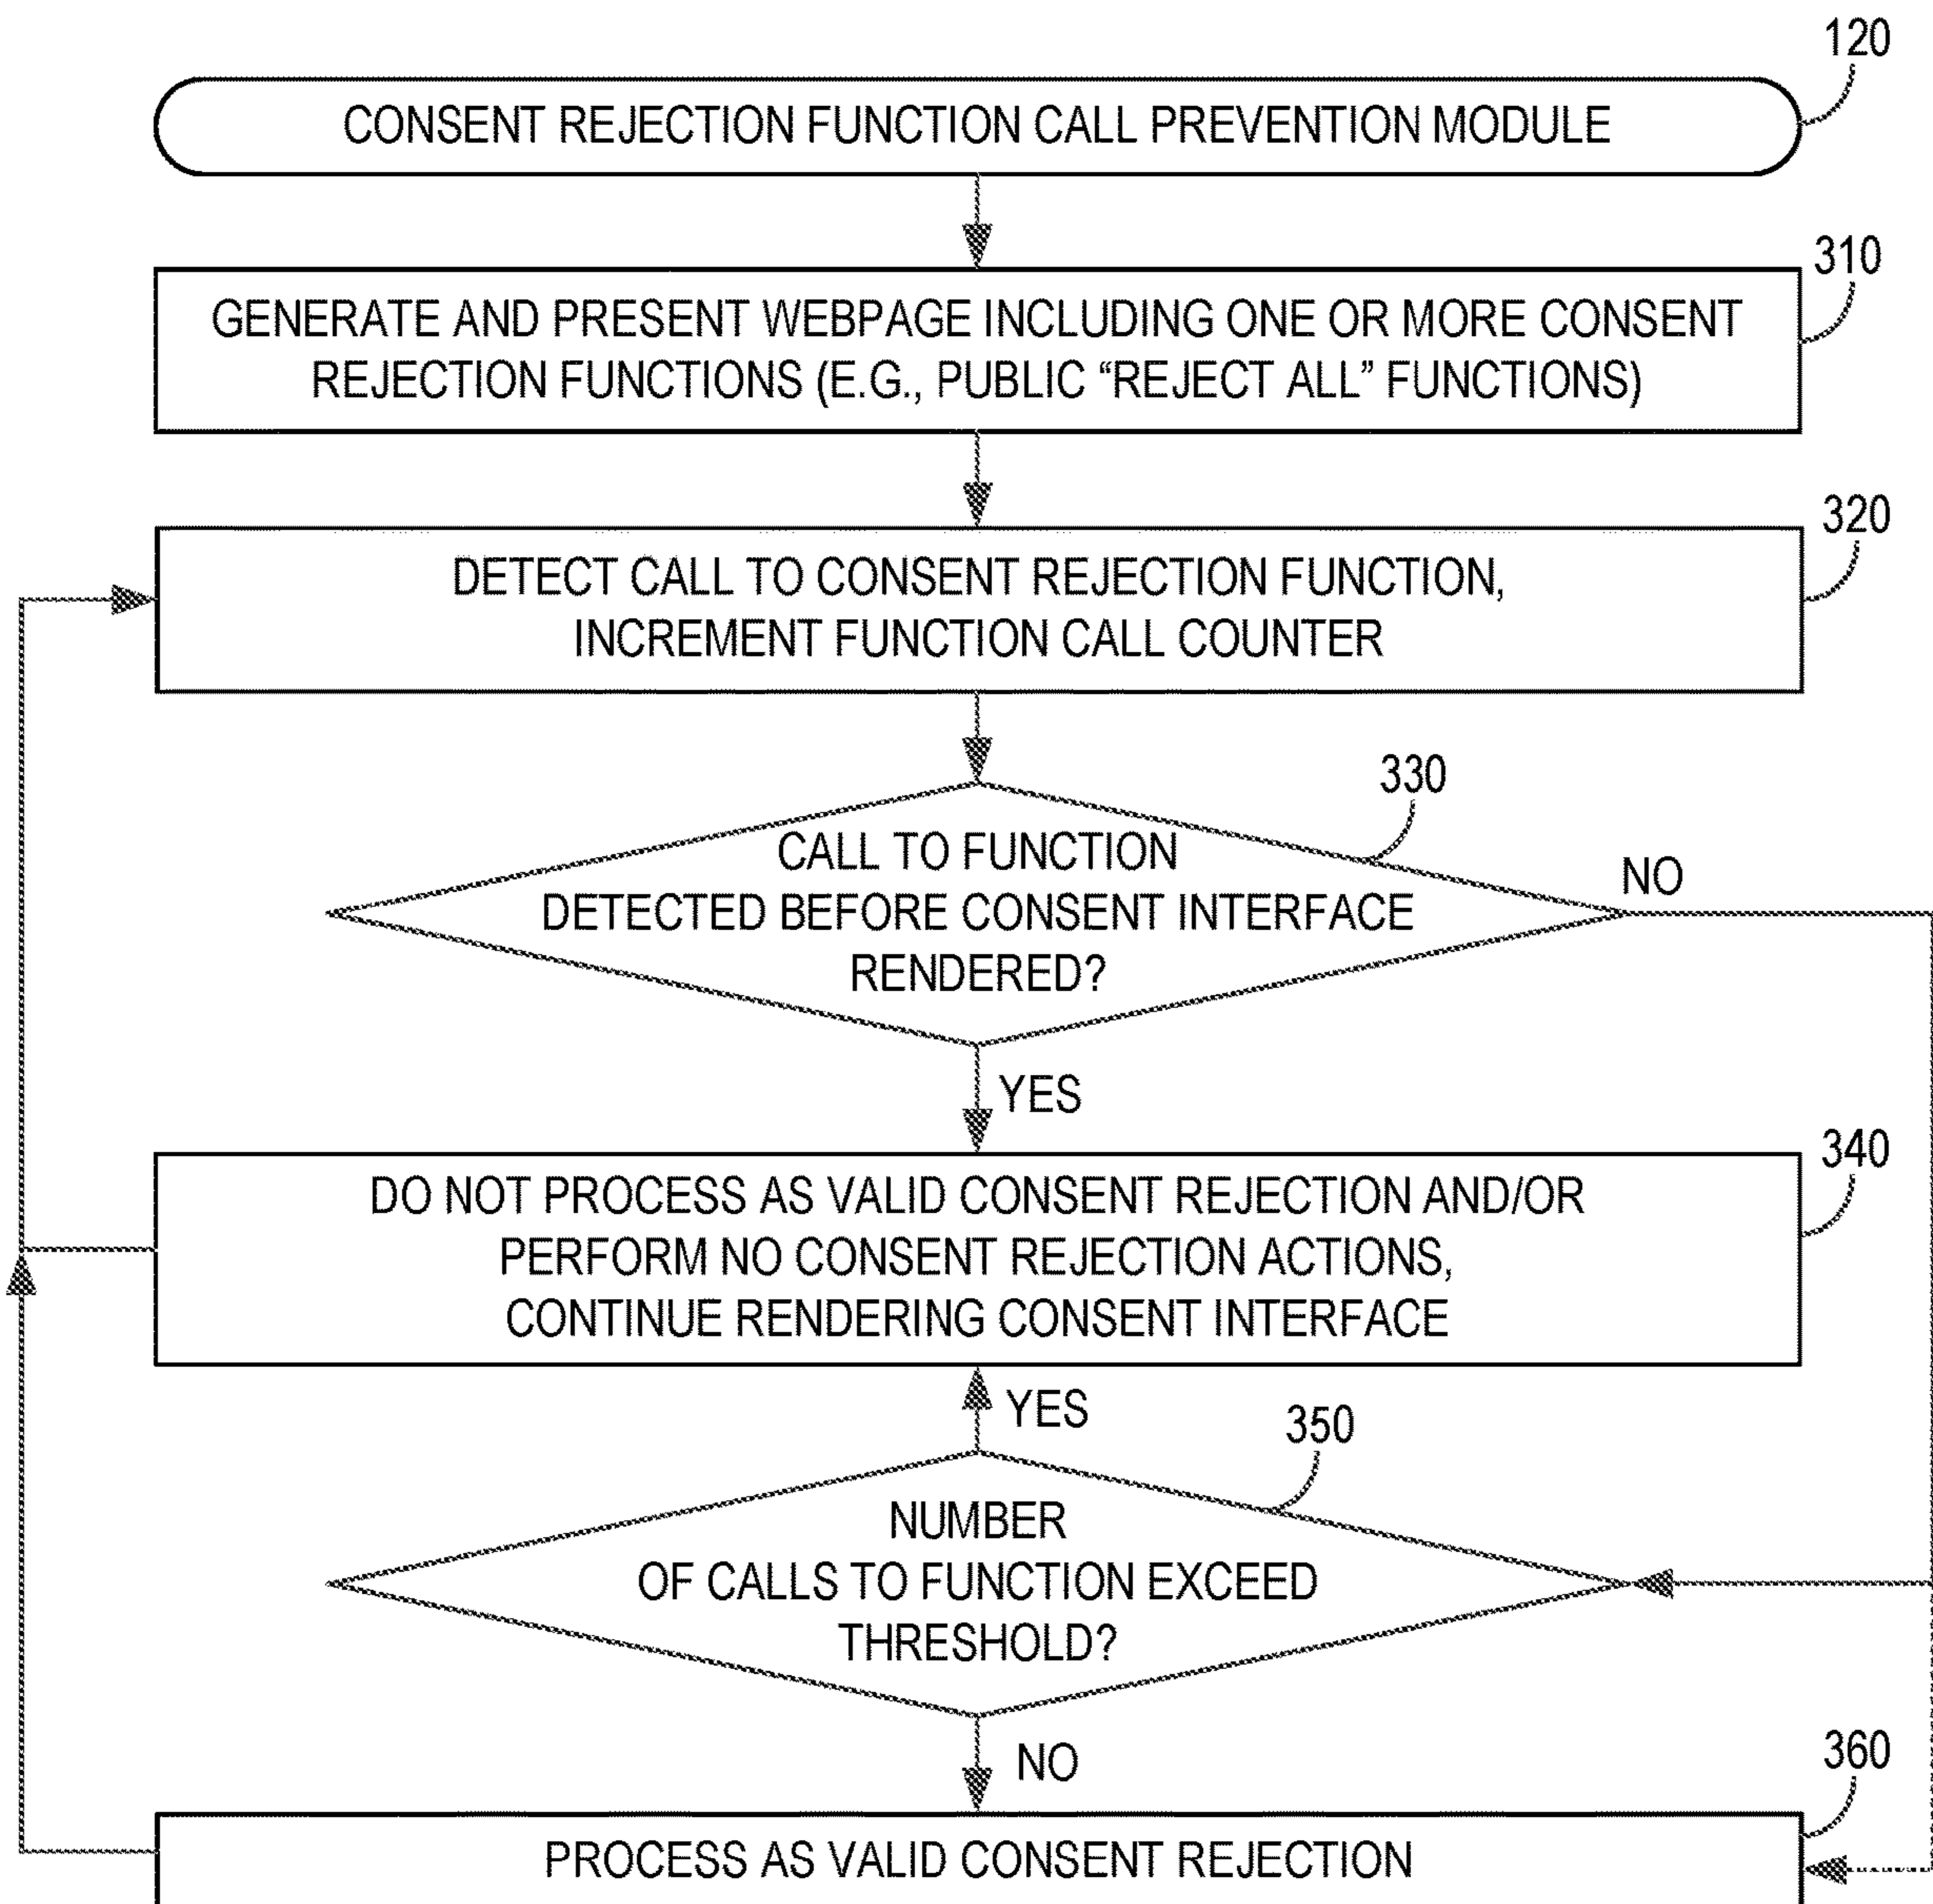 120
CONSENT REJECTION FUNCTION CALL PREVENTION MODULE
310
GENERATE AND PRESENT WEBPAGE INCLUDING ONE OR MORE CONSENT
REJECTION FUNCTIONS (E.G., PUBLIC “REJECT ALL” FUNCTIONS)
320
DETECT CALL TO CONSENT REJECTION FUNCTION,
INCREMENT FUNCTION CALL COUNTER
330
CALL TO FUNCTION
DETECTED BEFORE CONSENT INTERFACE
RENDERED?
NO
YES
340
DO NOT PROCESS AS VALID CONSENT REJECTION AND/OR
PERFORM NO CONSENT REJECTION ACTIONS,
CONTINUE RENDERING CONSENT INTERFACE
YES
350
NUMBER
OF CALLS TO FUNCTION EXCEED
THRESHOLD?
NO
360
PROCESS AS VALID CONSENT REJECTION